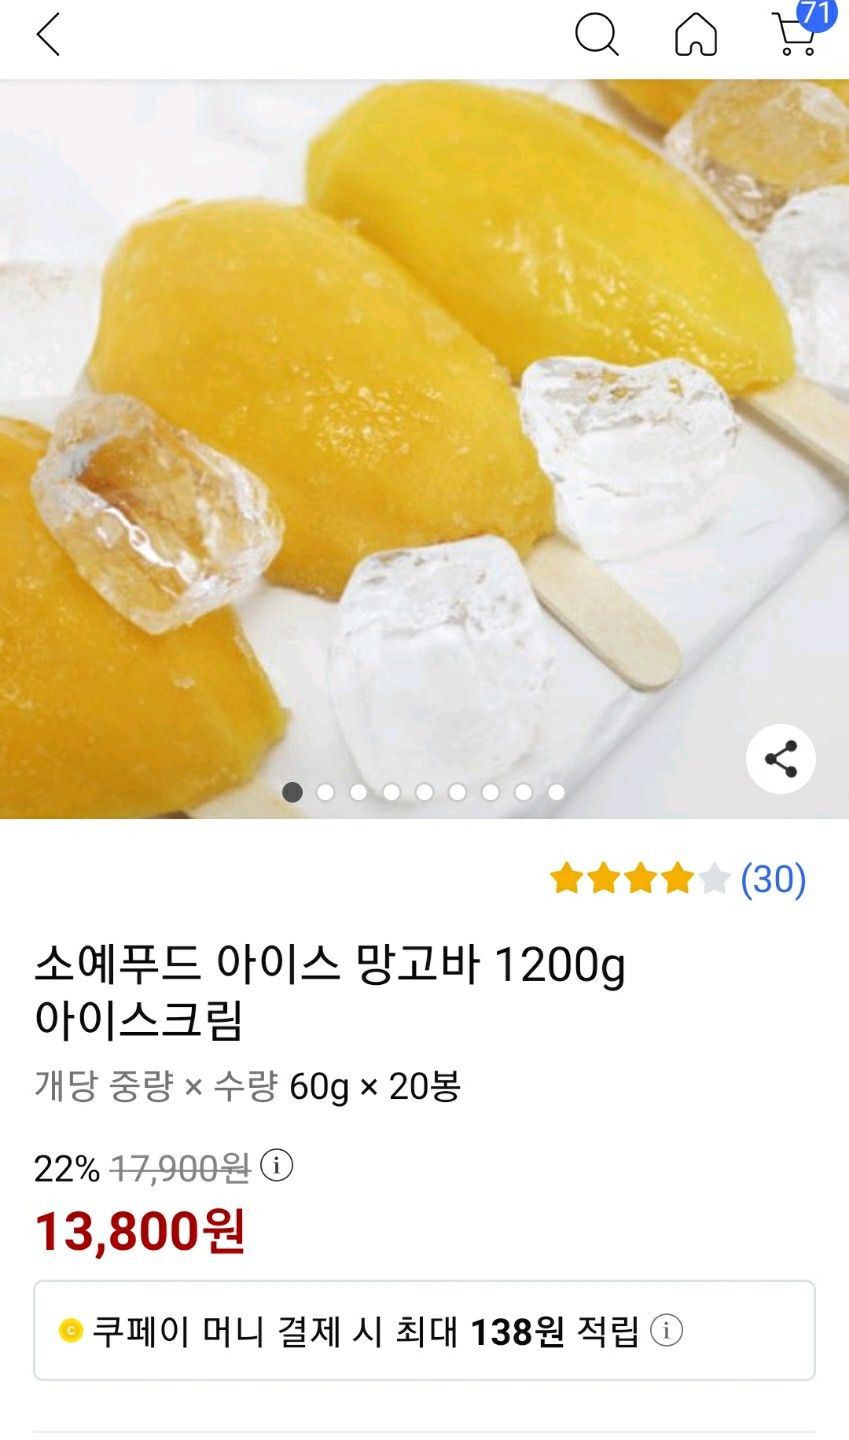 71
(30)
소예푸드 아이스 망고바 1200g
아이스크림
개당 중량 × 수량 60g × 20봉
22% 17,900원 i
13,800원
C 쿠페이 머니 결제 시 최대 138원 적립 i